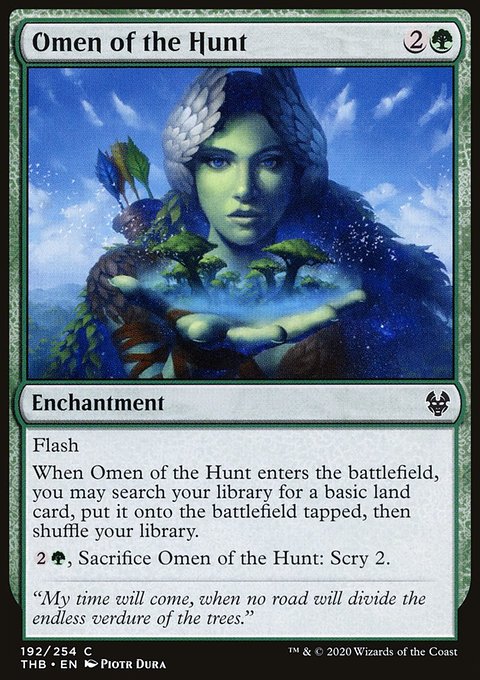 Omen of the Hunt 2
Enchantment
Flash
When Omen of the Hunt enters the battlefield,
you may search your library for a basic land
card, put it onto the battlefield tapped, then
shuffle your library.
2 , Sacrifice Omen of the Hunt: Scry 2.
“My time will come, when no road will divide the
endless verdure of the trees.”
192/254 C
THB • EN Piotr Dura
™ & © 2020 Wizards of the Coast